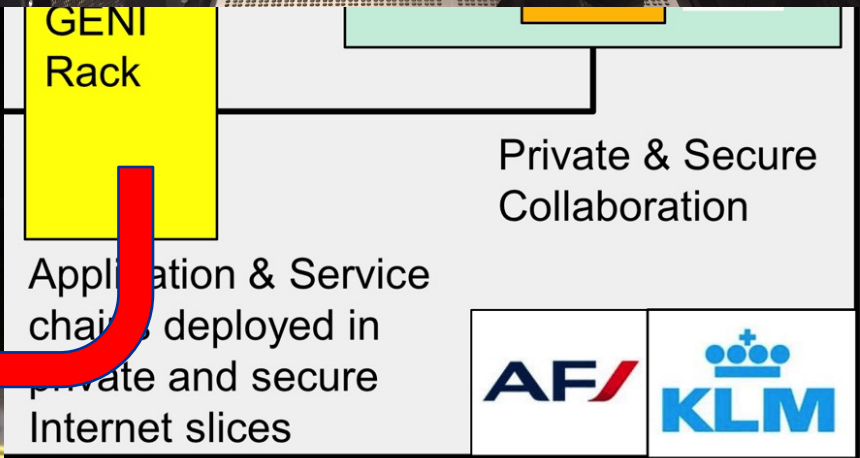 GENI
Rack
Private & Secure
Collaboration
Application & Service
chains deployed in
private and secure
Internet slices
AF
KLM